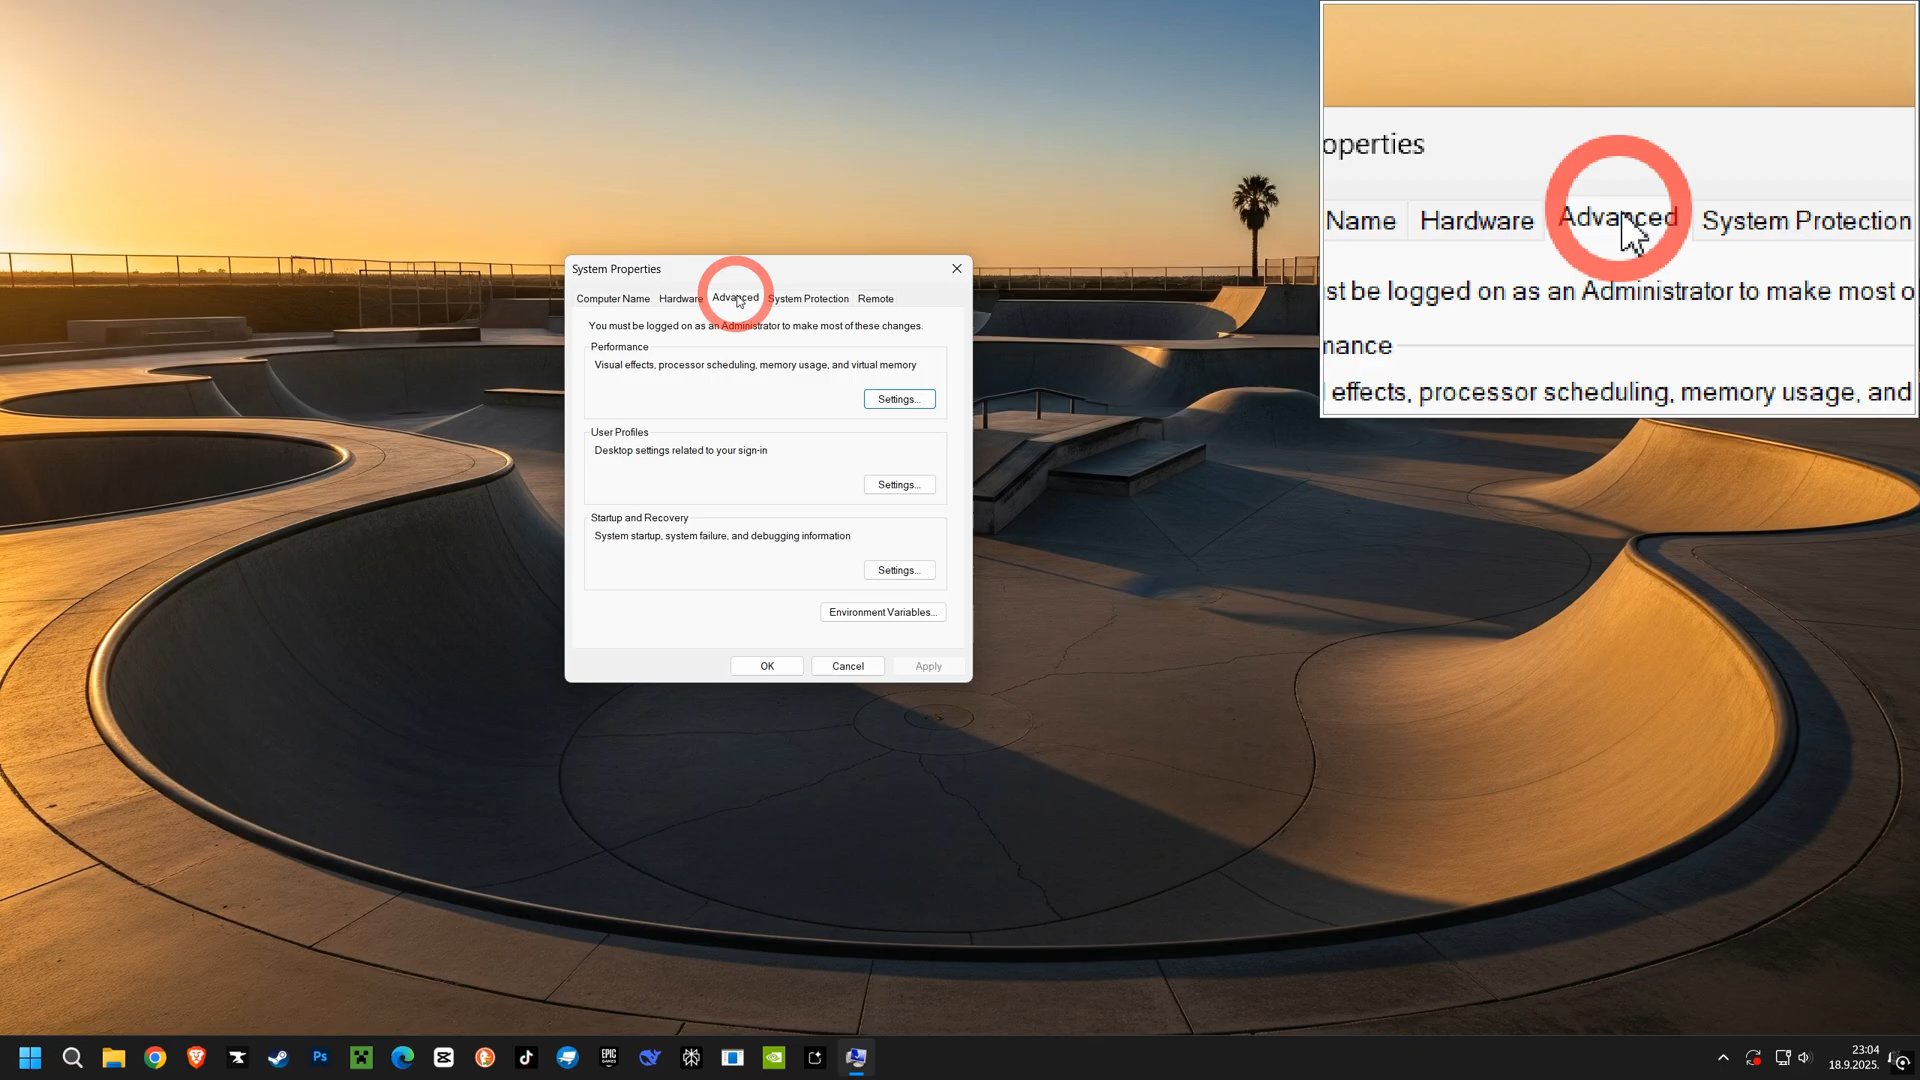 System Properties
Computer Name Hardware Advanced System Protection Remote
You must be logged on as an Administrator to make most of these changes.
Performance
Visual effects, processor scheduling, memory usage, and virtual memory
Settings...
User Profiles
Desktop settings related to your sign-in
Settings...
Startup and Recovery
System startup, system failure, and debugging information
Settings...
Environment Variables...
OK Cancel Apply
operties
Name Hardware Advanced System Protection
st be logged on as an Administrator to make most o
mance
effects, processor scheduling, memory usage, and
Ps
EPIC
GAMES
23:04
18.9.2025.